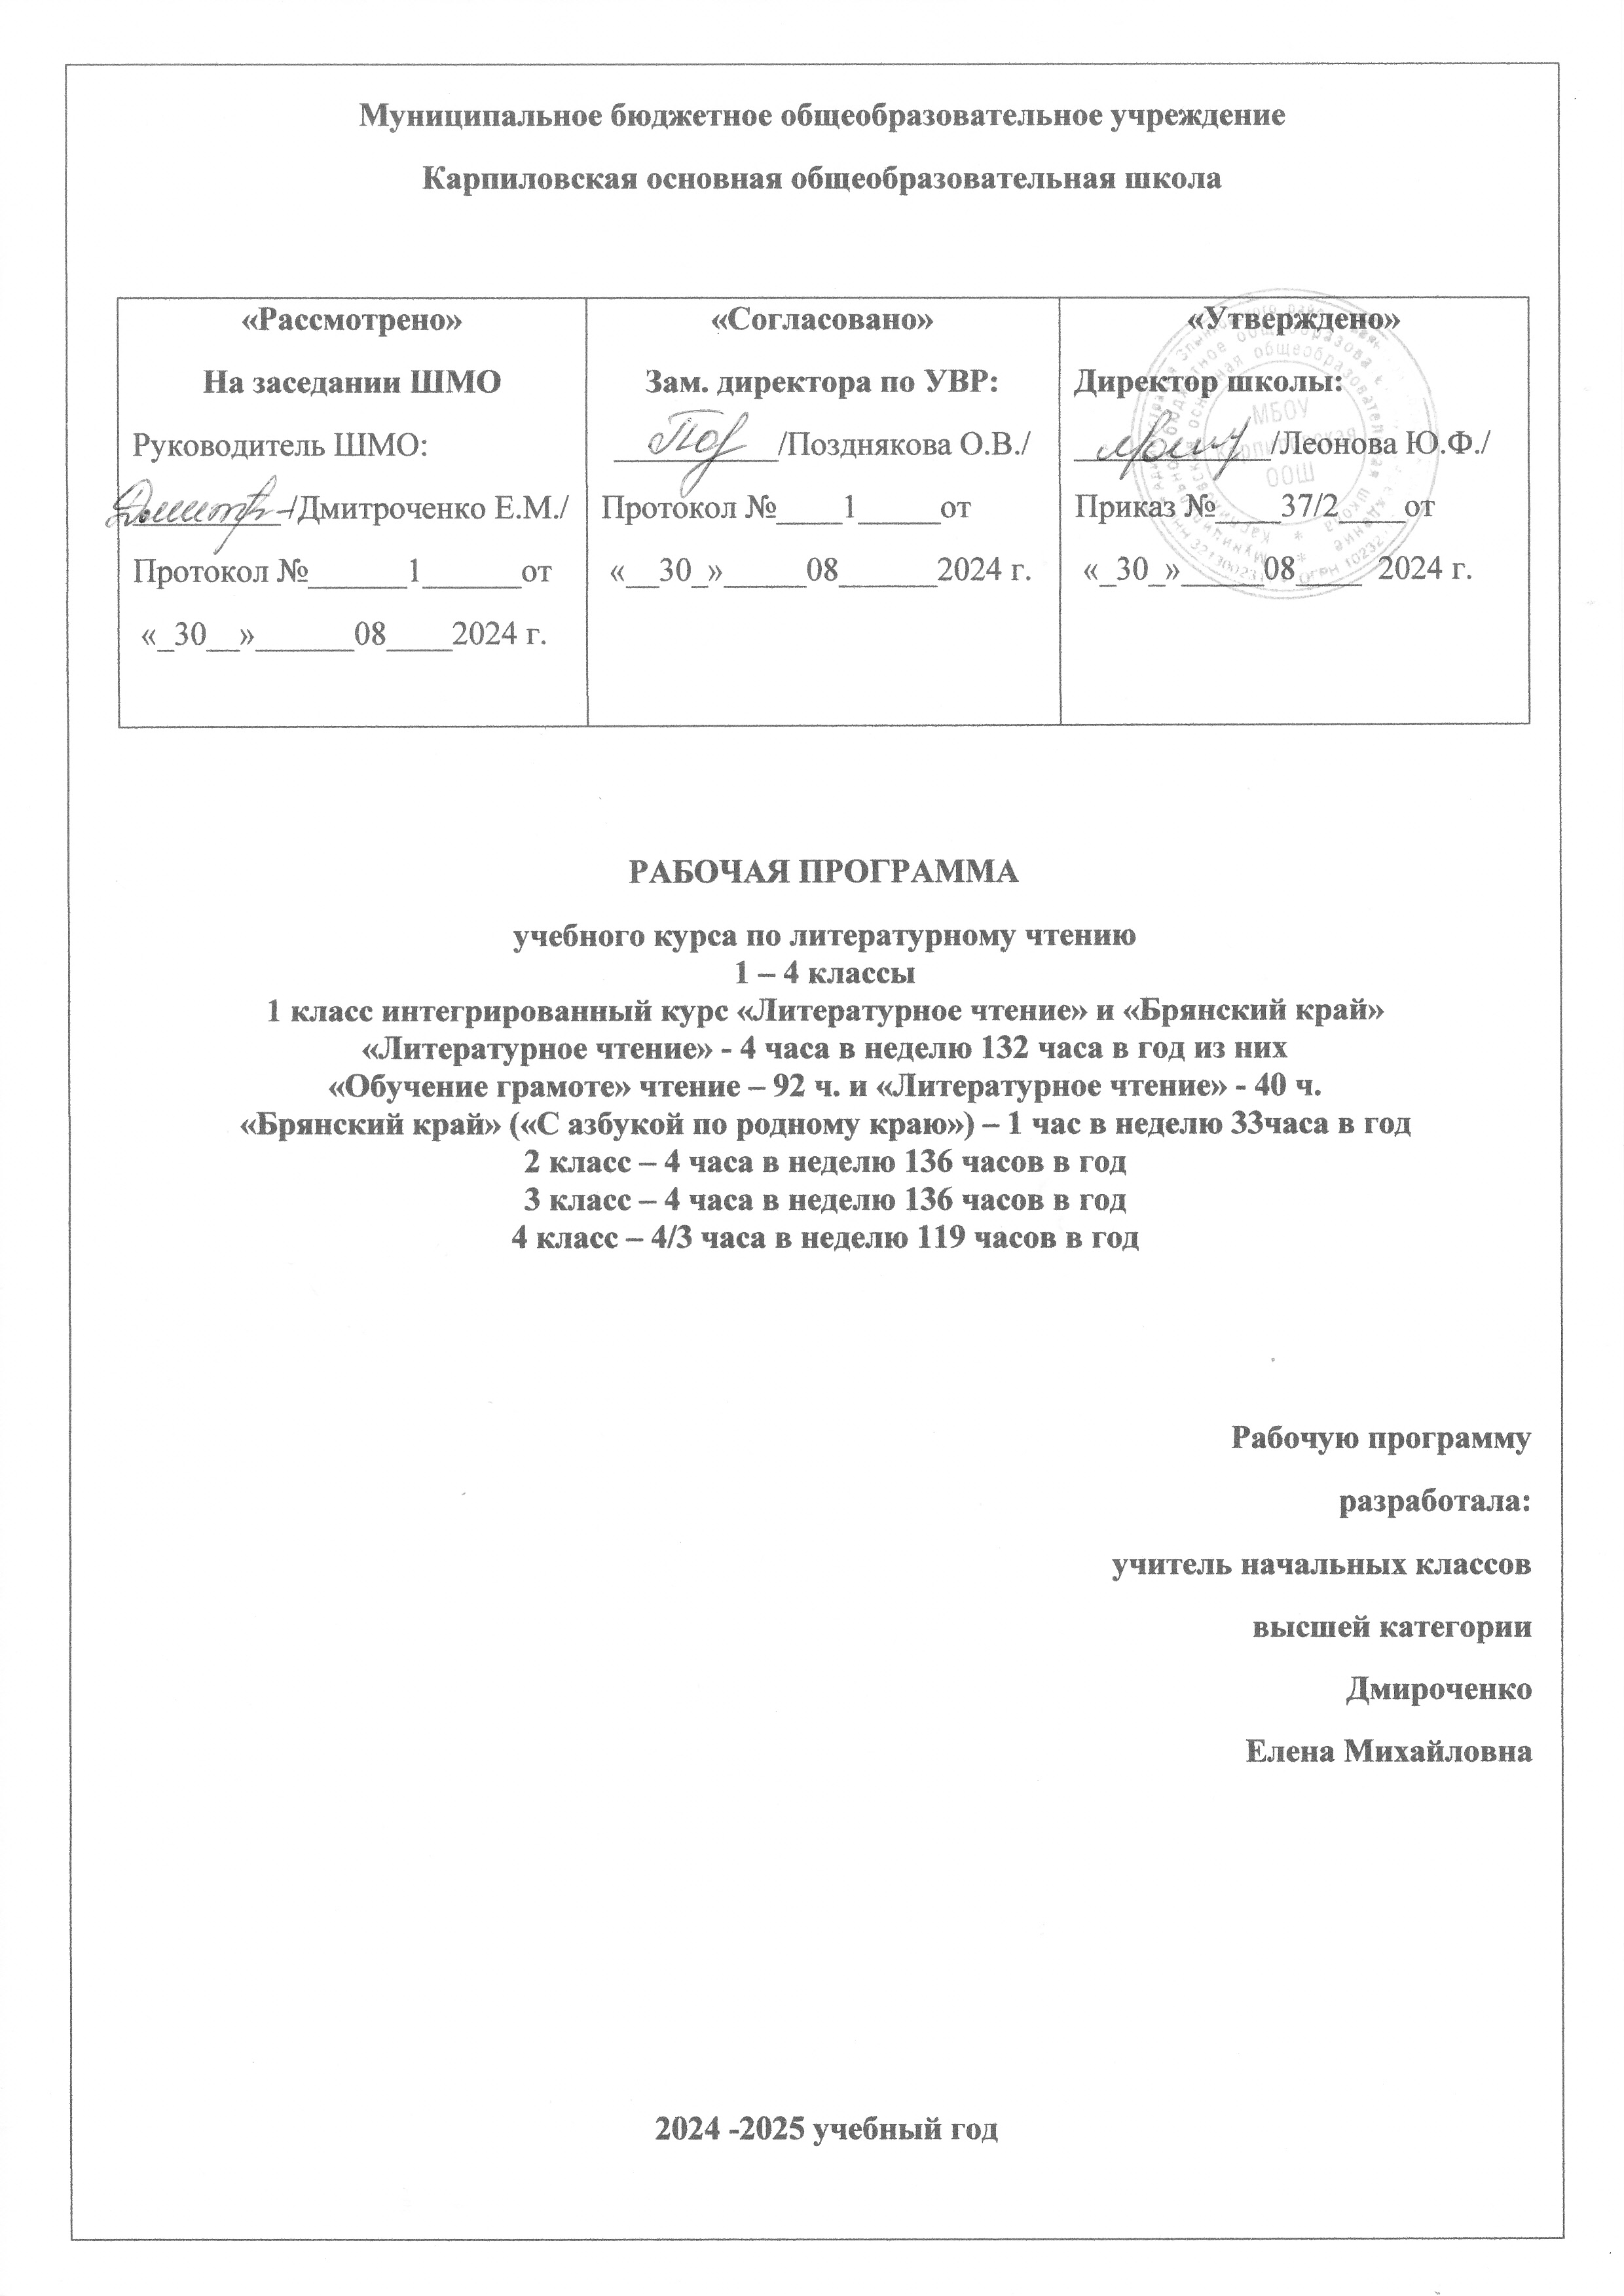 Муниципальное бюджетное общеобразовательное учреждение
Карпиловская основная общеобразовательная школа
«Рассмотрено»
На заседании ШМО
Руководитель ШМО:
/Дмитроченко Е.М./
Протокол №______1______от
«_30__»______08____2024 г.
«Согласовано»
Зам. директора по УВР:
__________/Позднякова О.В./
Протокол №____1_____от
«__30_»_____08______2024 г.
«Утверждено»
Директор школы:
____________/Леонова Ю.Ф./
Приказ №____37/2____от
«_30_»_____08____ 2024 г.
МБОУ
Карпиловская
ООШ
РАБОЧАЯ ПРОГРАММА
учебного курса по литературному чтению
1 – 4 классы
1 класс интегрированный курс «Литературное чтение» и «Брянский край»
«Литературное чтение» - 4 часа в неделю 132 часа в год из них
«Обучение грамоте» чтение – 92 ч. и «Литературное чтение» - 40 ч.
«Брянский край» («С азбукой по родному краю») – 1 час в неделю 33часа в год
2 класс – 4 часа в неделю 136 часов в год
3 класс – 4 часа в неделю 136 часов в год
4 класс – 4/3 часа в неделю 119 часов в год
Рабочую программу
разработала:
учитель начальных классов
высшей категории
Дмироченко
Елена Михайловна
2024 -2025 учебный год